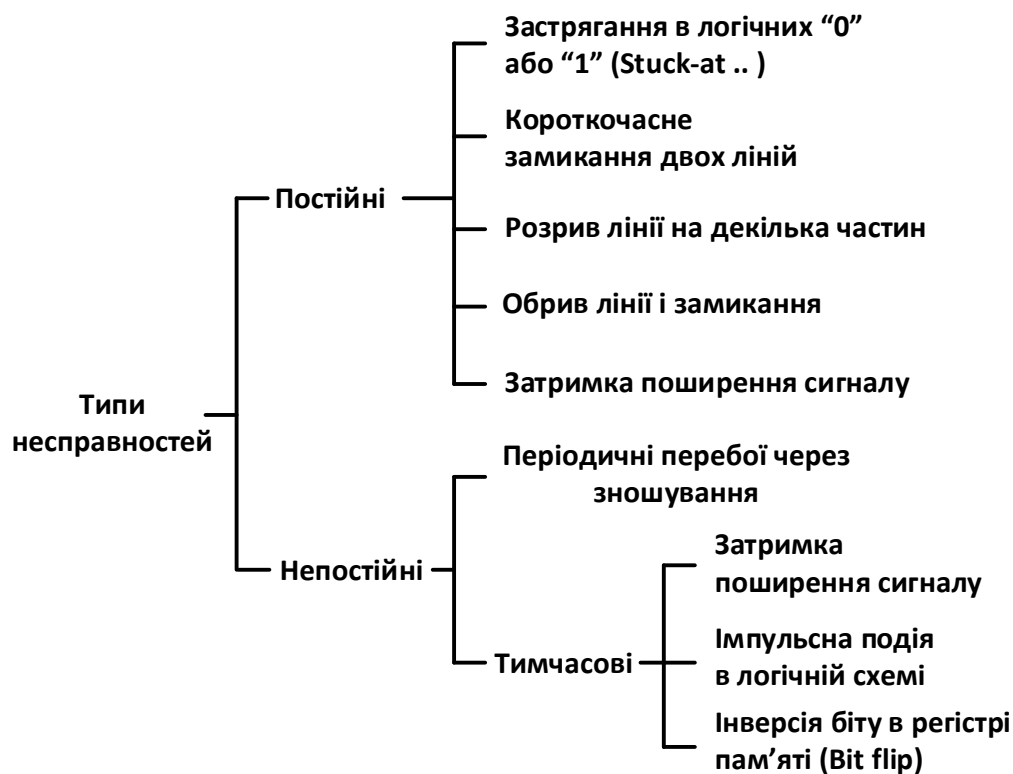 Застрягання в логічних “0”
або “1” (Stuck-at .. )
Короткочасне
замикання двох ліній
Постійні
Розрив лінії на декілька частин
Обрив лінії і замикання
Затримка поширення сигналу
Типи
несправностей
Періодичні перебої через
зношування
Непостійні
Затримка
поширення сигналу
Тимчасові
Імпульсна подія
в логічній схемі
Інверсія біту в регістрі
пам’яті (Bit flip)